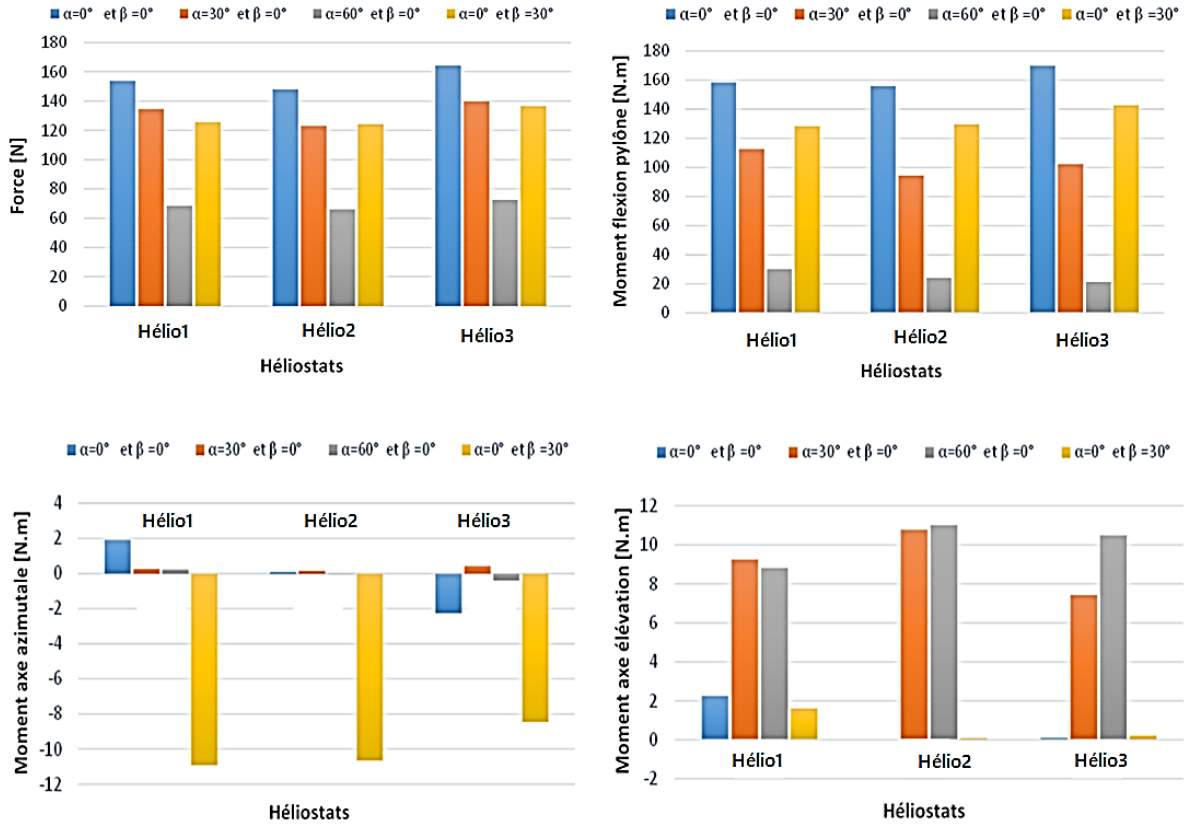 α=0° et β =0° α=30° et β =0° α=60° et β =0° α=0° et β =30°
Force [N]
180
160
140
120
100
80
60
40
20
0
Hélio1 Hélio2 Hélio3
Héliostats
α=0° et β =0° α=30° et β =0° α=60° et β =0° α=0° et β =30°
Moment flexion pylône [N.m]
180
160
140
120
100
80
60
40
20
0
Hélio1 Hélio2 Hélio3
Héliostats
α=0° et β =0° α=30° et β =0° α=60° et β =0° α=0° et β =30°
Moment axe azimutale [N.m]
4
2
0
-2
-4
-6
-8
-10
-12
Hélio1 Hélio2 Hélio3
Héliostats
α=0° et β =0° α=30° et β =0° α=60° et β =0° α=0° et β =30°
Moment axe élévation [N.m]
12
10
8
6
4
2
0
-2
Hélio1 Hélio2 Hélio3
Héliostats